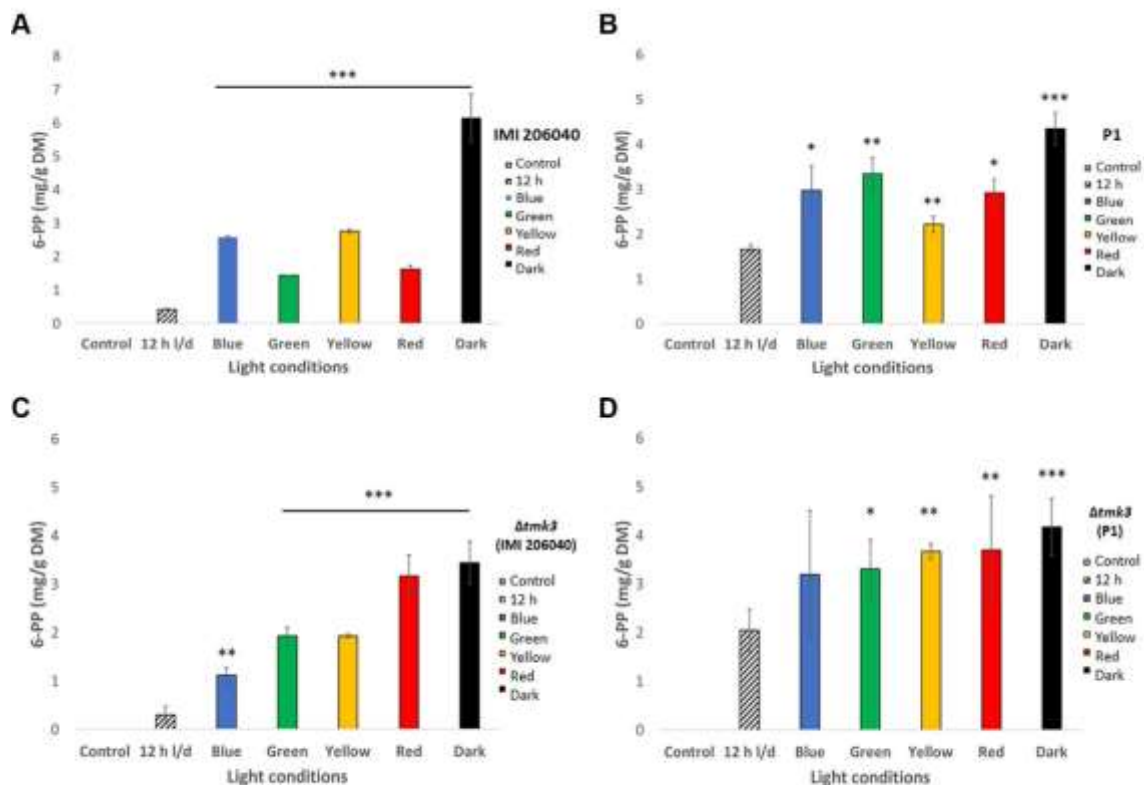 A
8
7
6
5
4
3
2
1
0
6-PP (mg/g DM)
***
Control
12 h l/d
Blue
Green
Yellow
Red
Dark
Light conditions
IMI 206040
Control
12 h
Blue
Green
Yellow
Red
Dark
B
6
5
4
3
2
1
0
6-PP (mg/g DM)
*
**
**
*
***
Control
12 h l/d
Blue
Green
Yellow
Red
Dark
Light conditions
P1
Control
12 h
Blue
Green
Yellow
Red
Dark
C
6
5
4
3
2
1
0
6-PP (mg/g DM)
**
***
Control
12 h l/d
Blue
Green
Yellow
Red
Dark
Light conditions
Δtmk3
(IMI 206040)
Control
12 h
Blue
Green
Yellow
Red
Dark
D
6
5
4
3
2
1
0
6-PP (mg/g DM)
*
**
**
***
Control
12 h l/d
Blue
Green
Yellow
Red
Dark
Light conditions
Δtmk3
(P1)
Control
12 h
Blue
Green
Yellow
Red
Dark